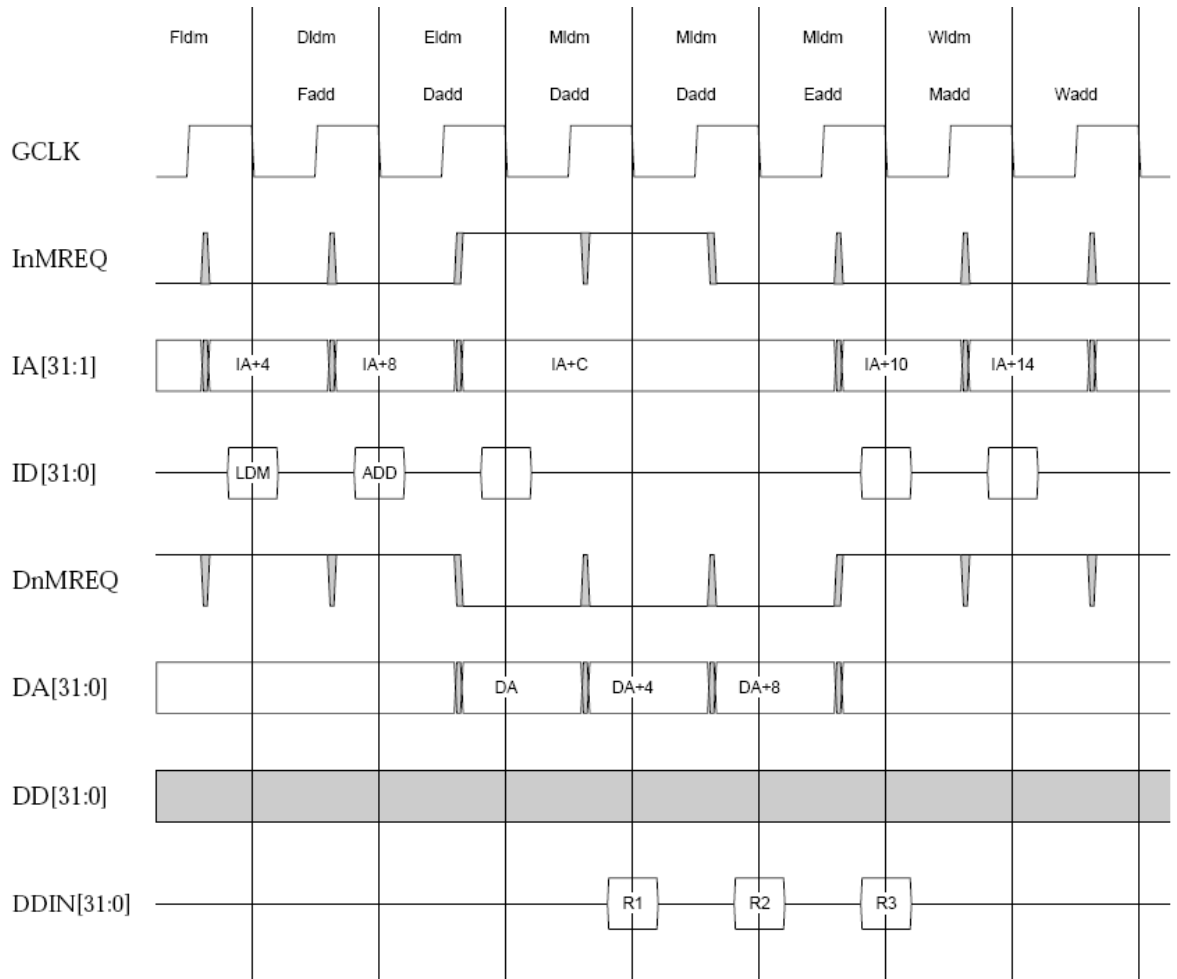 Fldm Dldm Eldm Mldm Mldm Mldm Wldm
Fadd Dadd Dadd Dadd Eadd Madd Wadd
GCLK
InMREQ
IA[31:1] IA+4 IA+8 IA+C IA+10 IA+14
ID[31:0] LDM ADD
DnMREQ
DA[31:0] DA DA+4 DA+8
DD[31:0]
DDIN[31:0] R1 R2 R3